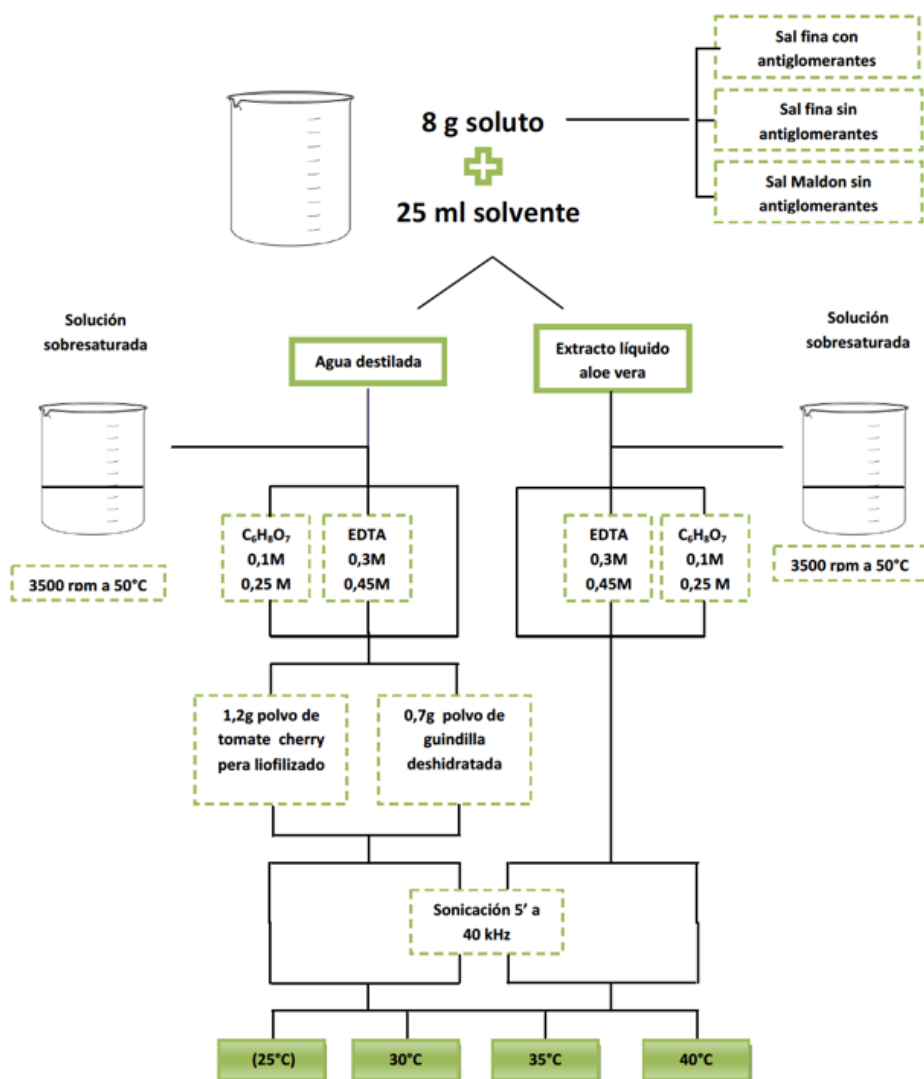 Sal fina con
antiglomerantes
8 g soluto
Sal fina sin
antiglomerantes
25 ml solvente
Sal Maldon sin
antiglomerantes
Solución
sobresaturada
Agua destilada
Extracto líquido
aloe vera
Solución
sobresaturada
3500 rpm a 50°C
C₆H₈O₇
0,1M
0,25 M
EDTA
0,3M
0,45M
EDTA
0,3M
0,45M
C₆H₈O₇
0,1M
0,25 M
3500 rpm a 50°C
1,2g polvo de
tomate cherry
pera liofilizado
0,7g polvo de
guindilla
deshidratada
Sonicación 5’ a
40 kHz
(25°C)
30°C
35°C
40°C